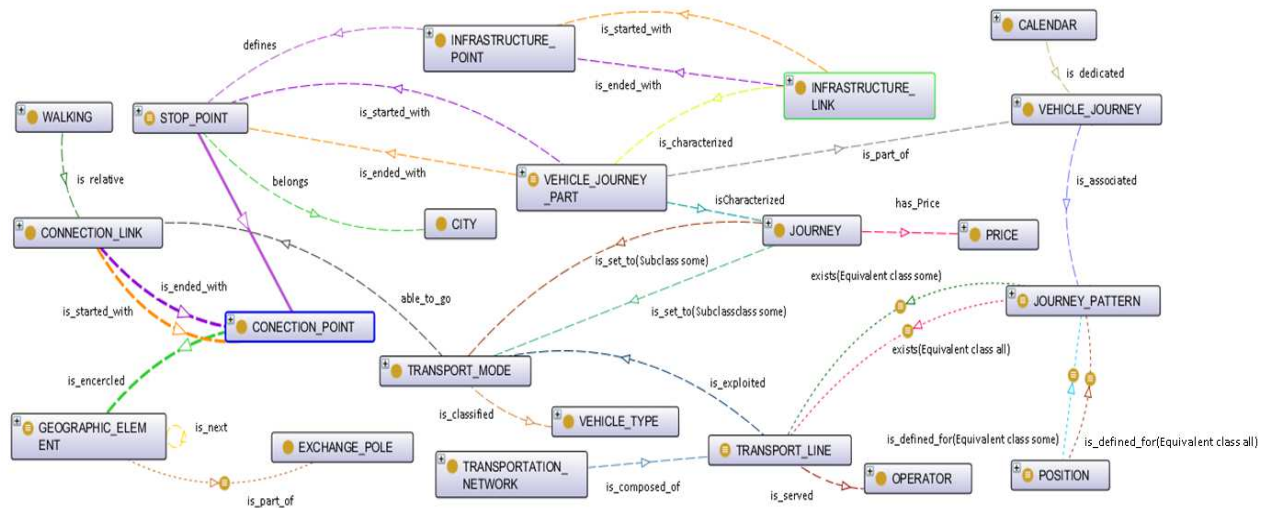 CALENDAR
is_started_with
INFRASTRUCTURE_
POINT
defines
is_dedicated
is_ended_with
INFRASTRUCTURE_
LINK
VEHICLE_JOURNEY
WALKING
STOP_POINT
is_started_with
is_characterized
is_part_of
is_ended_with
VEHICLE_JOURNEY
_PART
is_relative
belongs
is_associated
isCharacterized
has_Price
CITY
CONNECTION_LINK
JOURNEY
PRICE
is_set_to(Subclass some)
exists(Equivalent class some)
is_ended_with
able_to_go
is_started_with
is_set_to(Subclassclass some)
JOURNEY_PATTERN
CONECTION_POINT
exists(Equivalent class all)
TRANSPORT_MODE
is_encercled
is_exploited
is_classified
VEHICLE_TYPE
GEOGRAPHIC_ELEM
ENT
is_next
EXCHANGE_POLE
is_defined_for(Equivalent class some)
is_defined_for(Equivalent class all)
TRANSPORT_LINE
TRANSPORTATION_
NETWORK
is_composed_of
OPERATOR
POSITION
is_part_of
is_served